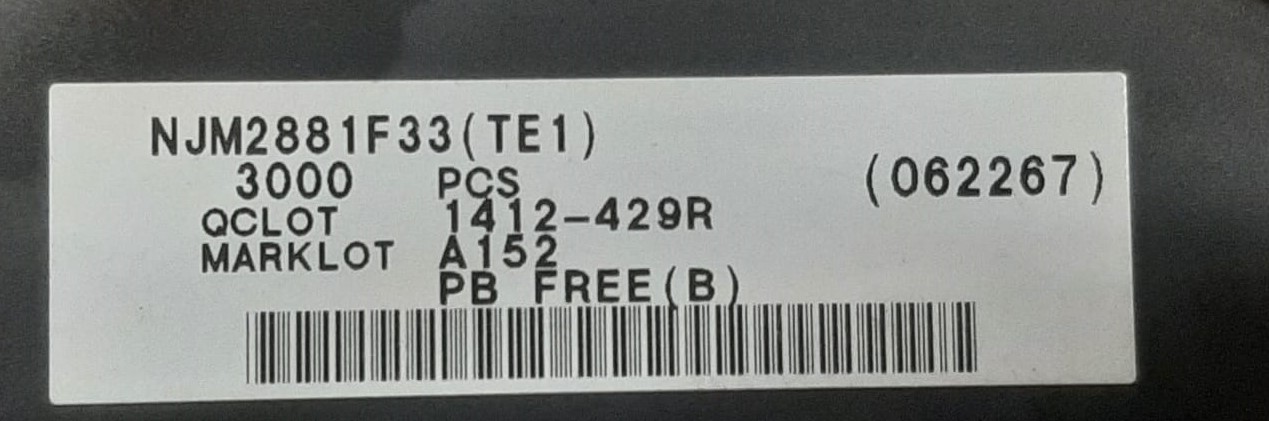 NJM2881F33(TE1)
3000 PCS (062267)
QCLOT 1412-429R
MARKLOT A152
PB FREE(B)